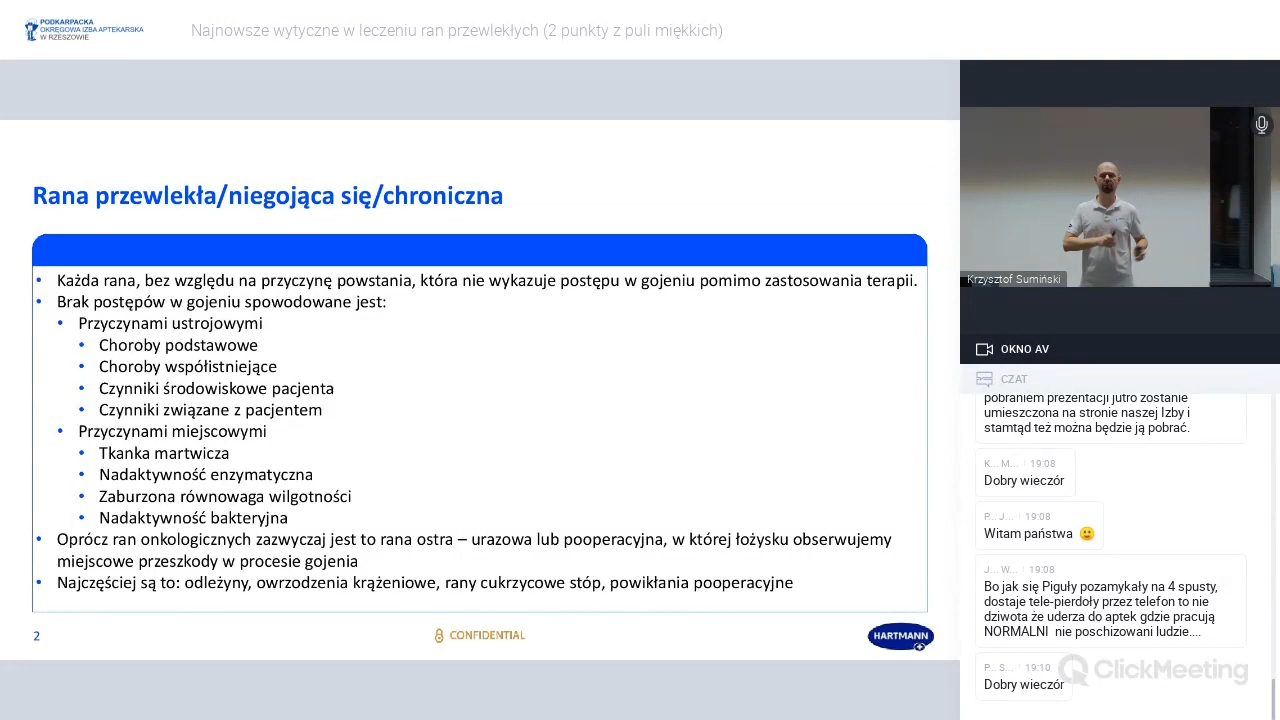 PODKARPACKA
OKRĘGOWA IZBA APTEKARSKA
W RZESZOWIE
Najnowsze wytyczne w leczeniu ran przewlekłych (2 punkty z puli miękkich)
Rana przewlekła/niegojąca się/chroniczna
• Każda rana, bez względu na przyczynę powstania, która nie wykazuje postępu w gojeniu pomimo zastosowania terapii.
• Brak postępów w gojeniu spowodowane jest:
• Przyczynami ustrojowymi
• Choroby podstawowe
• Choroby współistniejące
• Czynniki środowiskowe pacjenta
• Czynniki związane z pacjentem
• Przyczynami miejscowymi
• Tkanka martwicza
• Nadaktywność enzymatyczna
• Zaburzona równowaga wilgotności
• Nadaktywność bakteryjna
• Oprócz ran onkologicznych zazwyczaj jest to rana ostra – urazowa lub pooperacyjna, w której łożysku obserwujemy
miejscowe przeszkody w procesie gojenia
• Najczęściej są to: odleżyny, owrzodzenia krążeniowe, rany cukrzycowe stóp, powikłania pooperacyjne
2
CONFIDENTIAL
HARTMANN
Krzysztof Sumiński
OKNO AV
CZAT
pobraniem prezentacji jutro zostanie
umieszczona na stronie naszej Izby i
stamtąd też można będzie ją pobrać.
K... M... | 19:08
Dobry wieczór
P... J... | 19:08
Witam państwa 🙂
J... W... | 19:08
Bo jak się Piguły pozamykały na 4 spusty,
dostaje tele-pierdoły przez telefon to nie
dziwota że uderza do aptek gdzie pracują
NORMALNI nie poschizowani ludzie....
P... S... | 19:10
Dobry wieczór
ClickMeeting